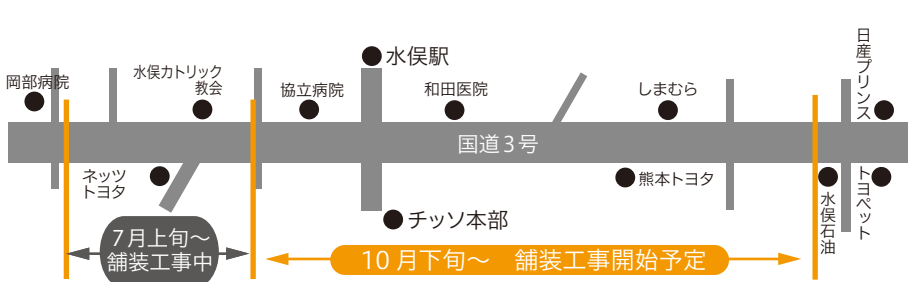 岡部病院
水俣カトリック
教会
協立病院
水俣駅
和田医院
しまむら
日産プリンス
国道3号
ネッツ
トヨタ
チッソ本部
熊本トヨタ
水俣石油
トヨペット
7月上旬～
舗装工事中
10月下旬～　舗装工事開始予定